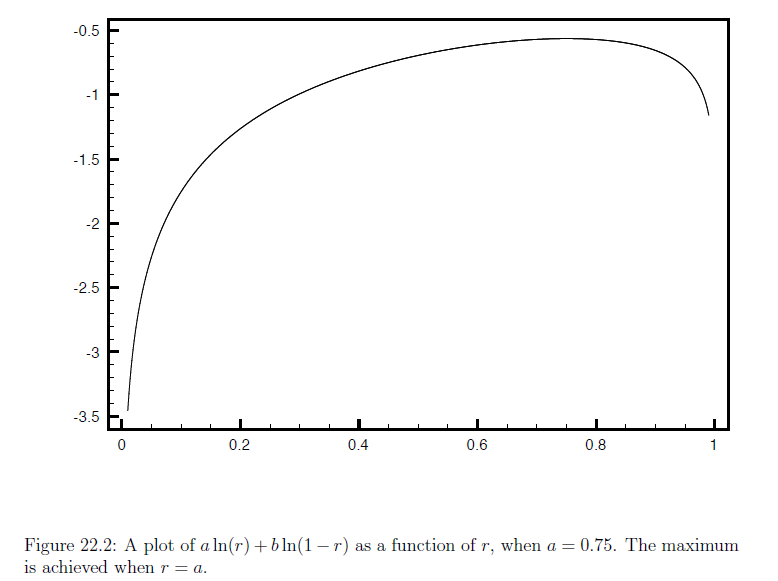 -0.5
-1
-1.5
-2
-2.5
-3
-3.5
0 0.2 0.4 0.6 0.8 1
Figure 22.2: A plot of a ln(r) + b ln(1 − r) as a function of r, when a = 0.75. The maximum
is achieved when r = a.